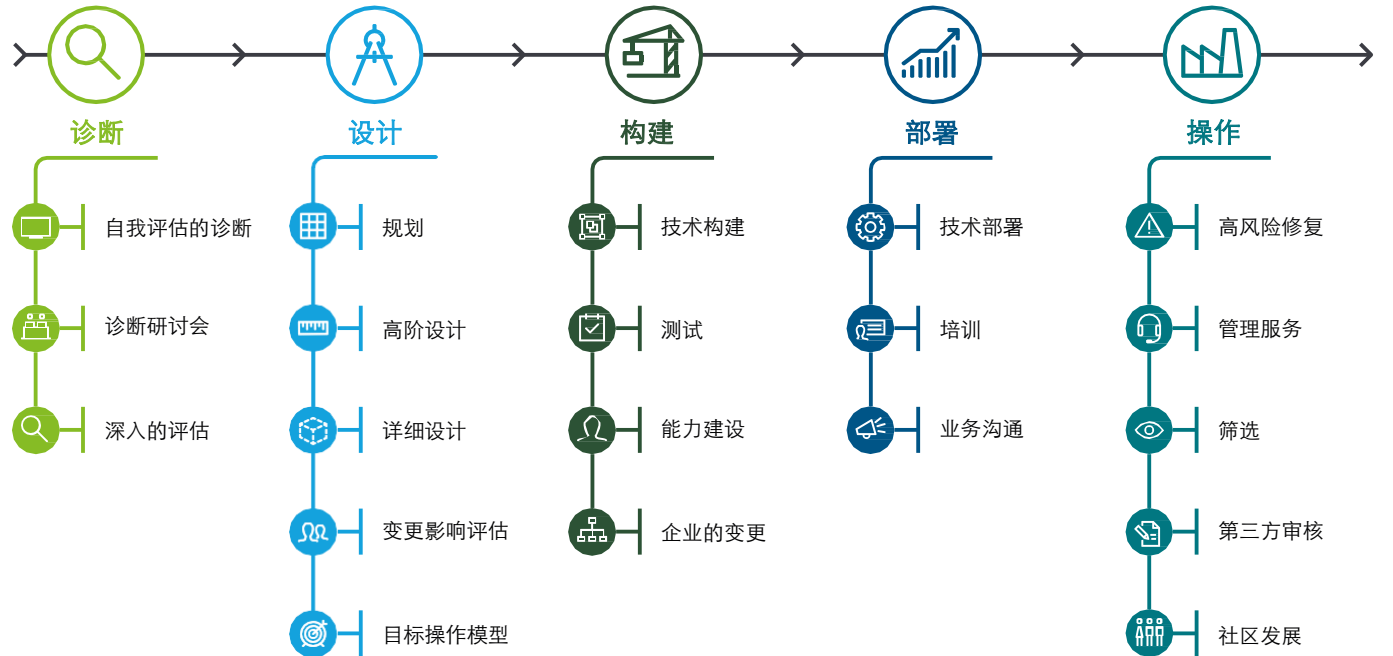 诊断
自我评估的诊断
诊断研讨会
深入的评估
设计
规划
高阶设计
详细设计
变更影响评估
目标操作模型
构建
技术构建
测试
能力建设
企业的变更
部署
技术部署
培训
业务沟通
操作
高风险修复
管理服务
筛选
第三方审核
社区发展